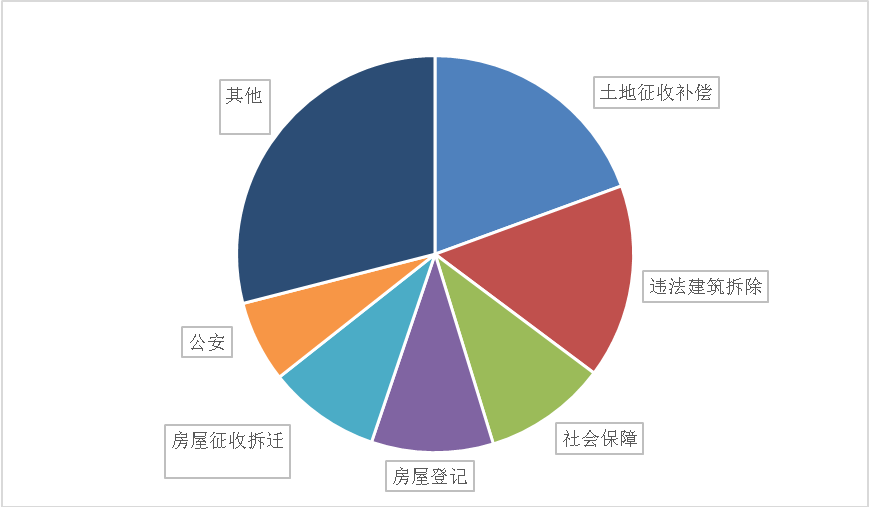 其他
土地征收补偿
违法建筑拆除
公安
房屋征收拆迁
社会保障
房屋登记